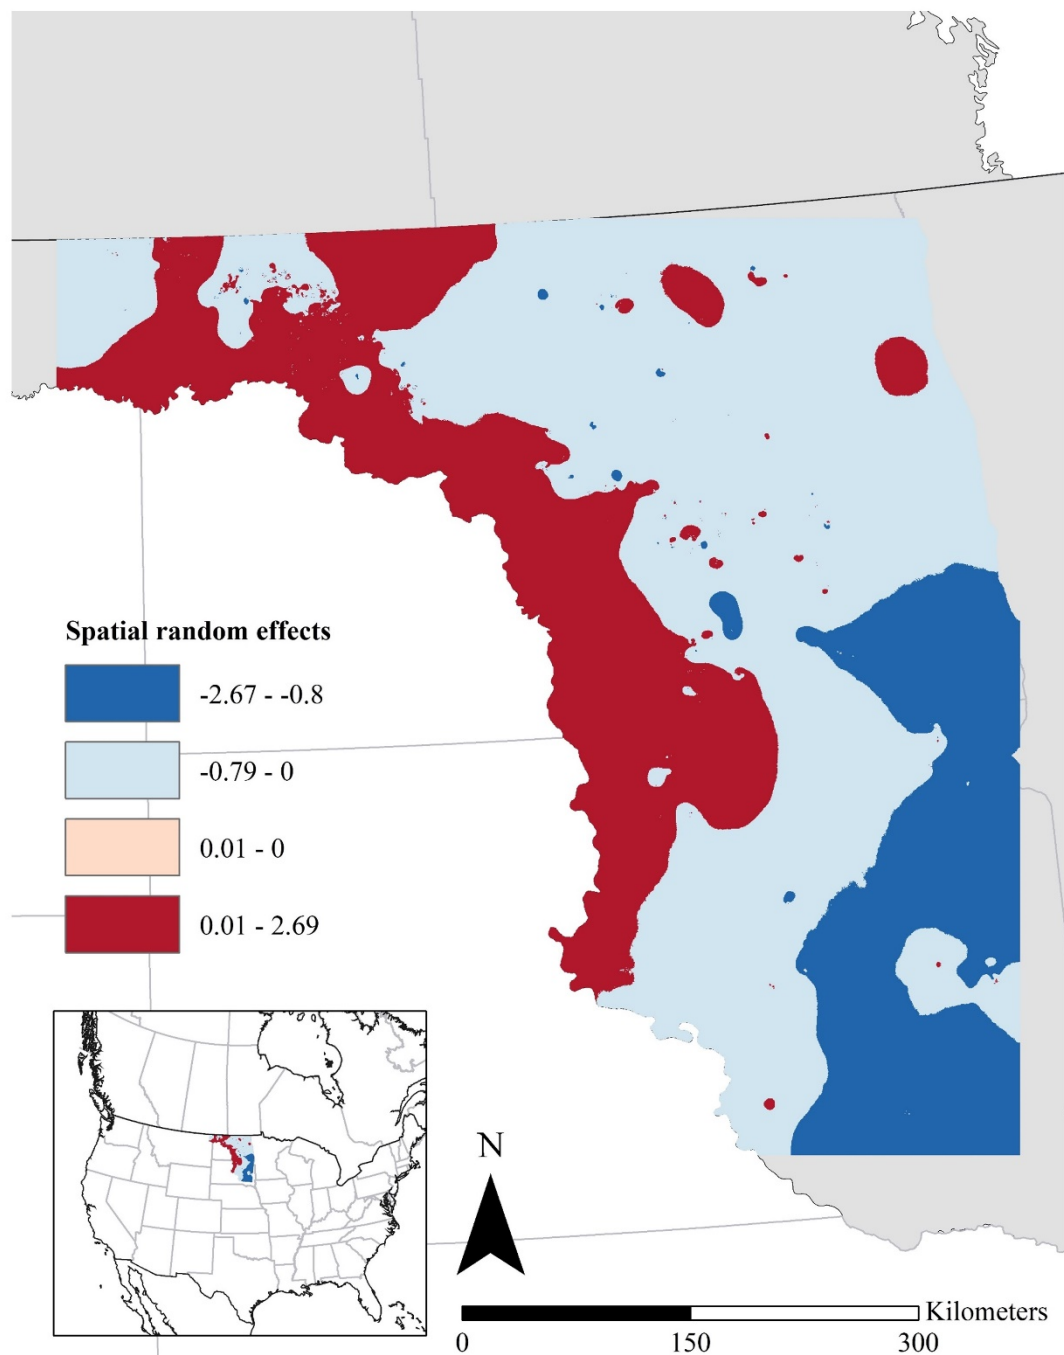 Spatial random effects
-2.67 - -0.8
-0.79 - 0
0.01 - 0
0.01 - 2.69
N
Kilometers
0 150 300